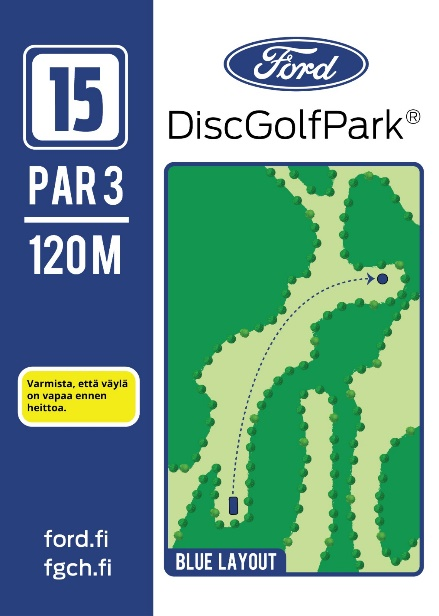 15
PAR 3
120 M
Varmista, että väylä
on vapaa ennen
heittoa.
ford.fi
fgch.fi
Ford
DiscGolfPark®
BLUE LAYOUT